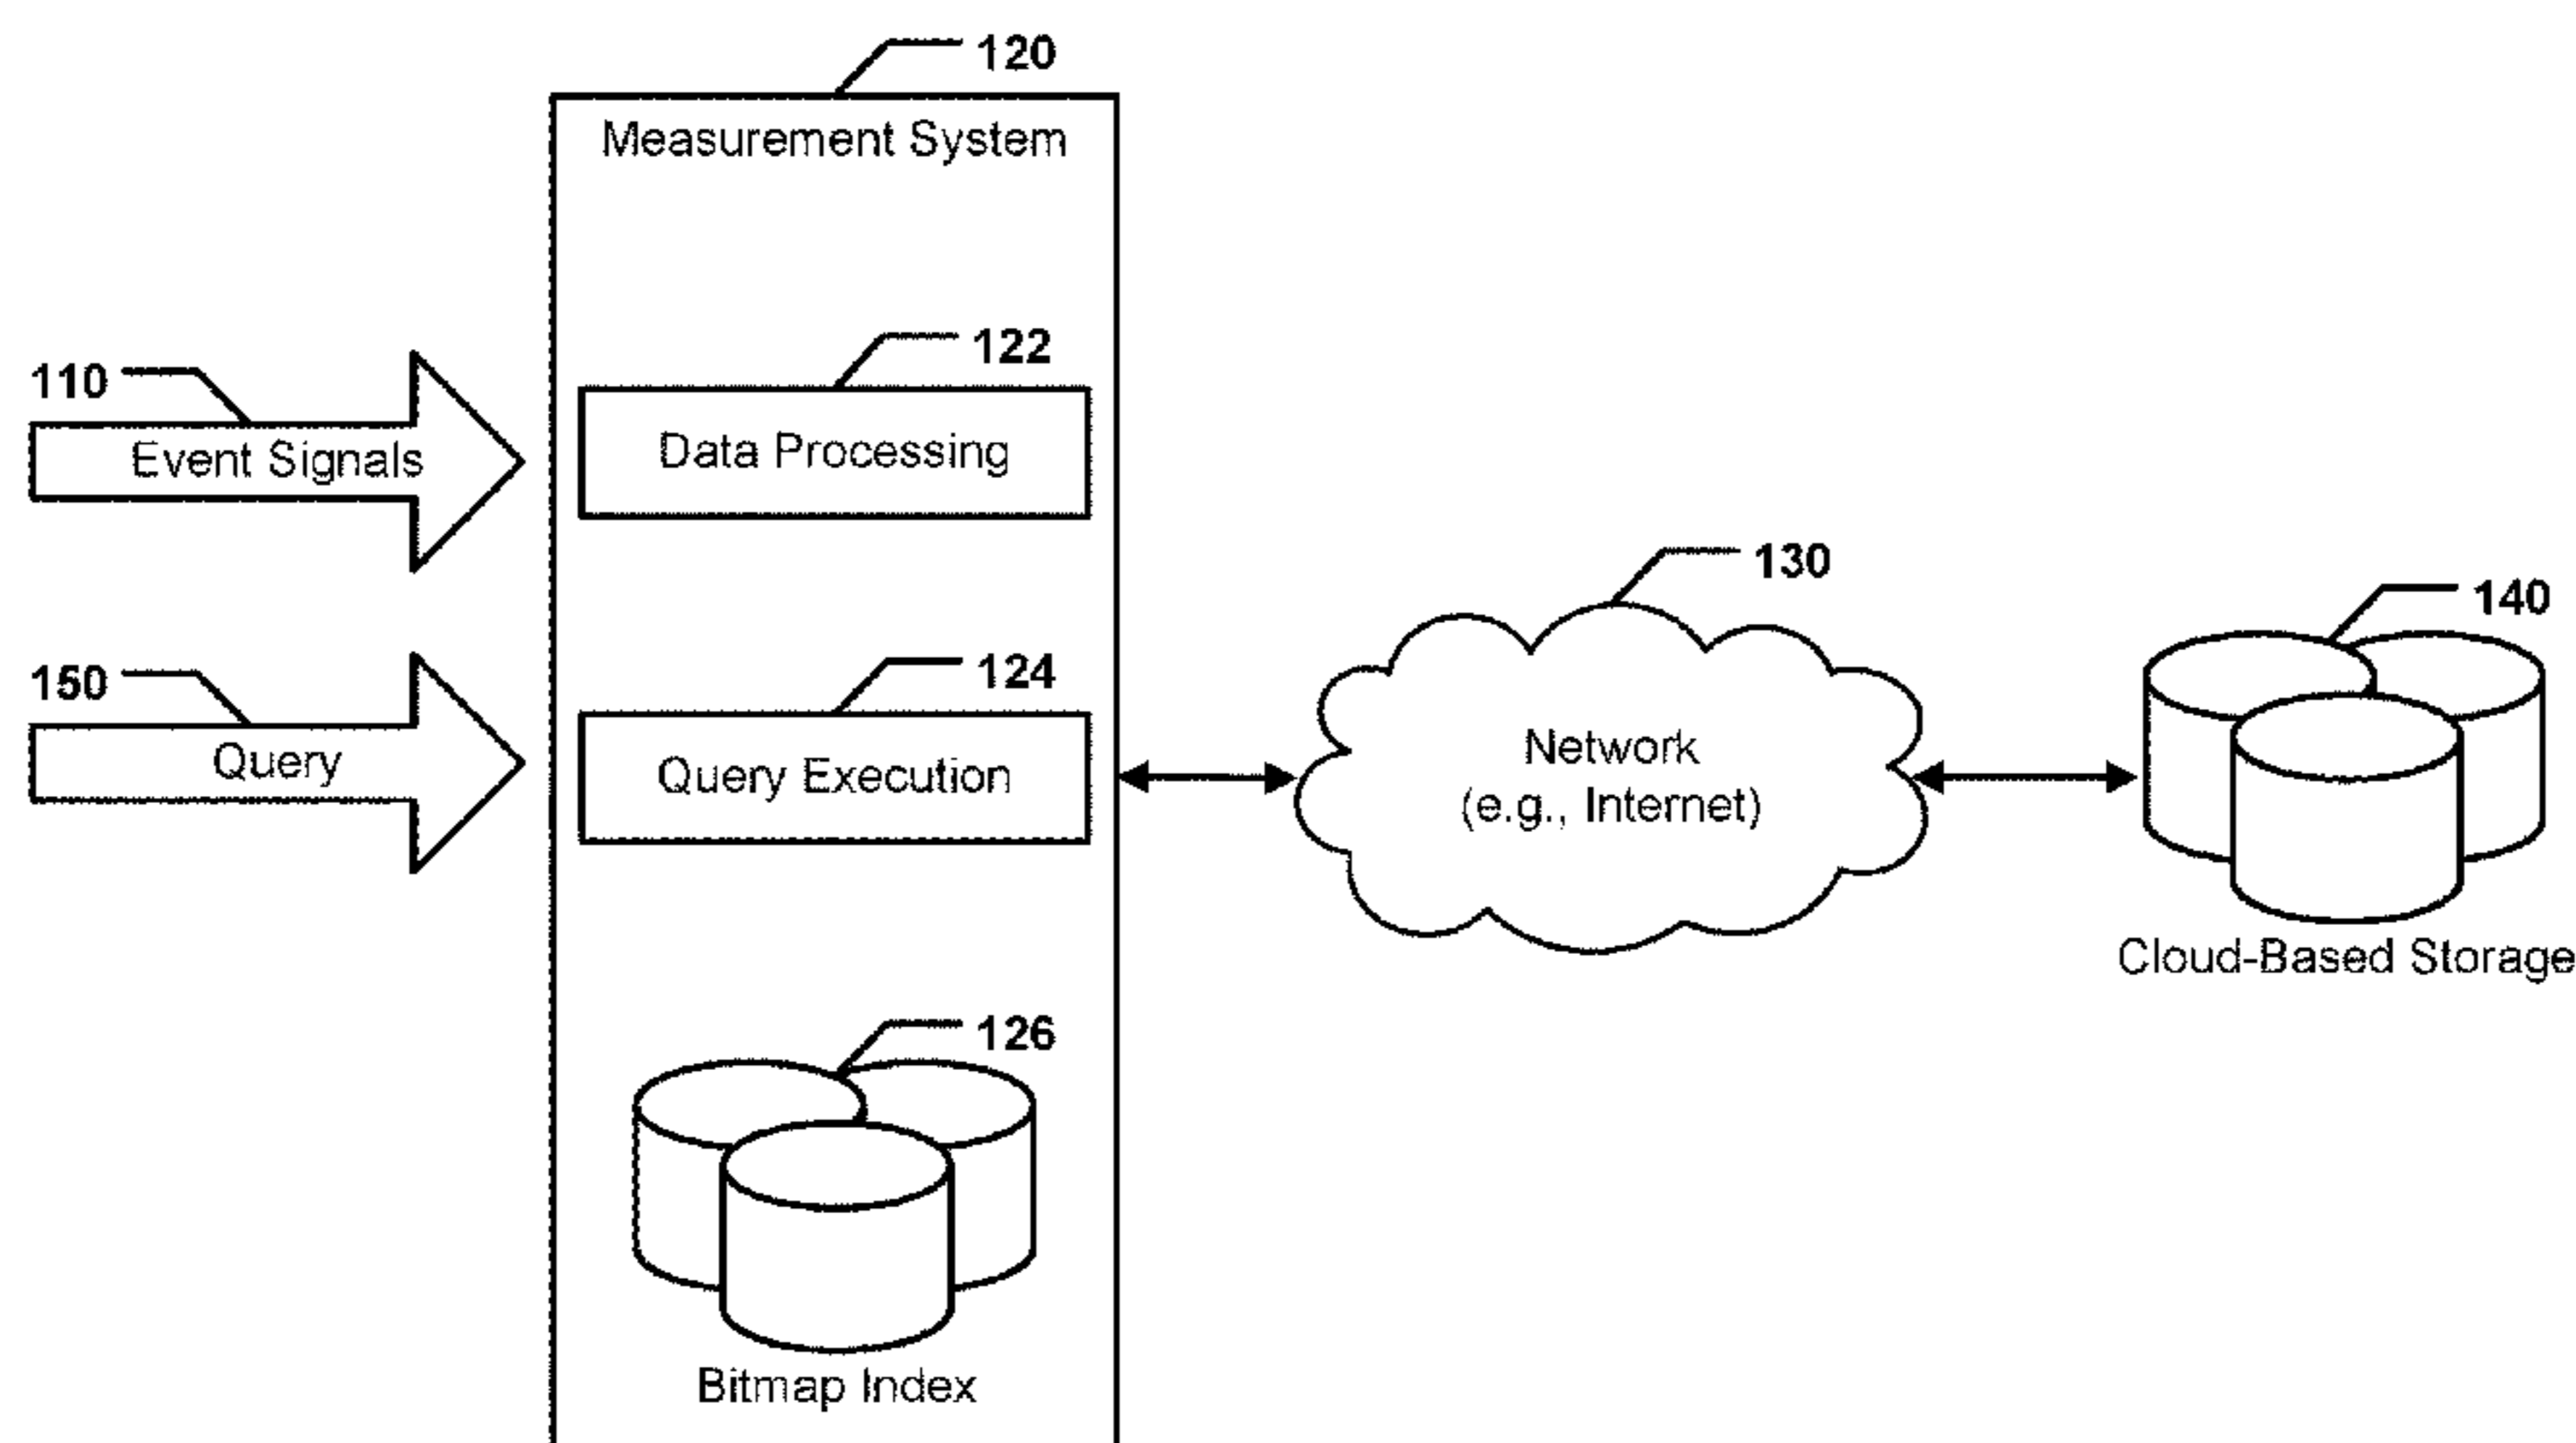 120
Measurement System
122
110
Event Signals
Data Processing
130
140
150
124
Query
Query Execution
Network
(e.g., Internet)
Cloud-Based Storage
126
Bitmap Index